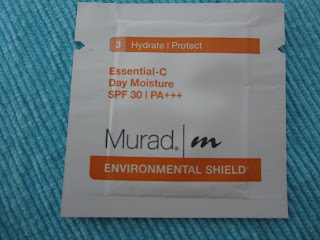 3 Hydrate | Protect
Essential-C
Day Moisture
SPF 30 | PA+++
Murad. | m
ENVIRONMENTAL SHIELD®